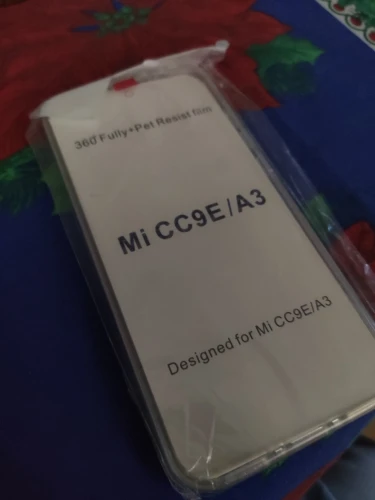 360°Fully+Pet Resist film
Mi CC9E/A3
Designed for Mi CC9E/A3